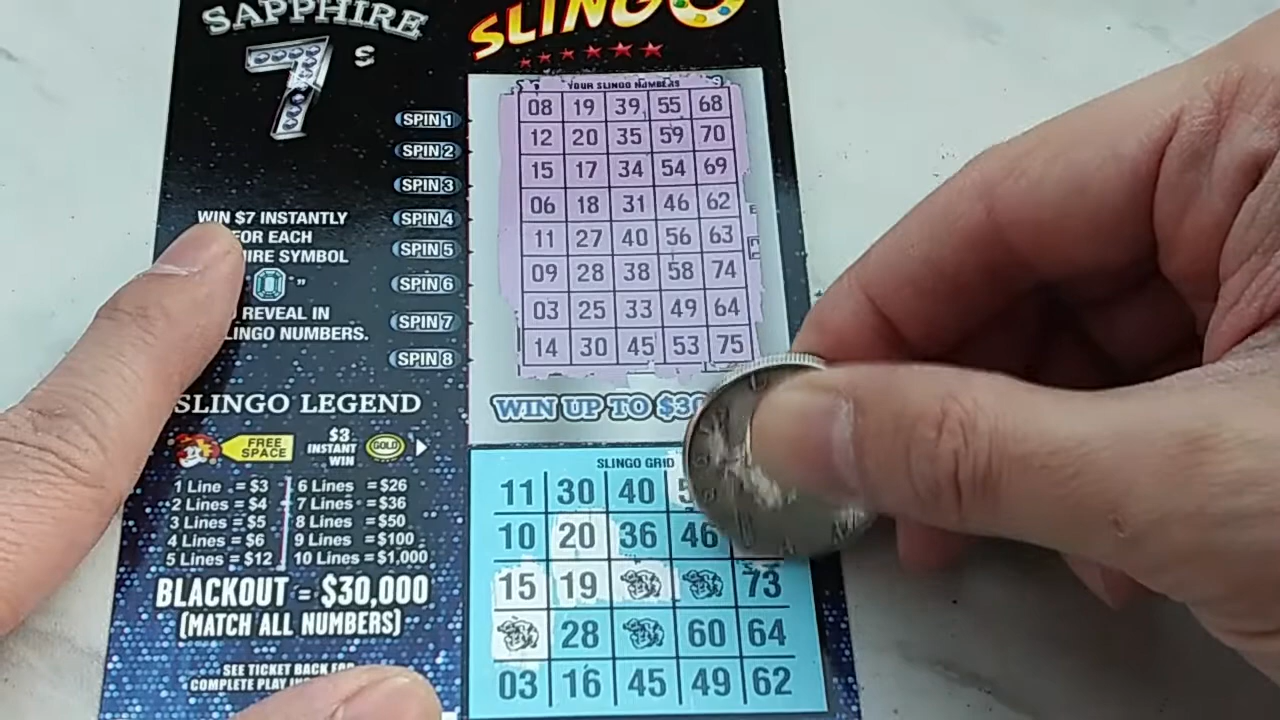 SAPPHIRE
7s
SLINGO
YOUR SLINGO NUMBERS
SPIN 1 08 19 39 55 68
SPIN 2 12 20 35 59 70
SPIN 3 15 17 34 54 69
SPIN 4 06 18 31 46 62
SPIN 5 11 27 40 56 63
SPIN 6 09 28 38 58 74
SPIN 7 03 25 33 49 64
SPIN 8 14 30 45 53 75
WIN $7 INSTANTLY
FOR EACH
SYMBOL
"
REVEAL IN
NUMBERS.
WIN UP TO
SLINGO LEGEND
FREE
SPACE
$3
INSTANT
WIN
GOLD
1 Line = $3
2 Lines = $4
3 Lines = $5
4 Lines = $6
5 Lines = $12
6 Lines = $26
7 Lines = $36
8 Lines = $50
9 Lines = $100
10 Lines = $1,000
BLACKOUT = $30,000
(MATCH ALL NUMBERS)
SEE TICKET BACK FOR
COMPLETE PLAY
SLINGO GRID
11 30 40
10 20 36 46
15 19 73
28 60 64
03 16 45 49 62